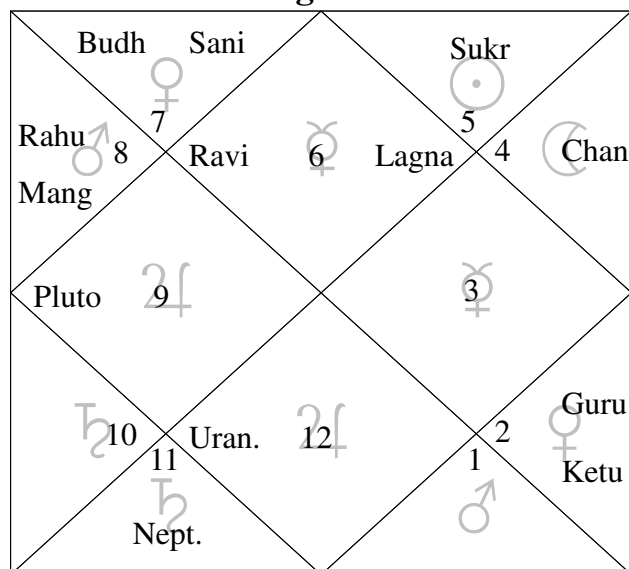 Budh Sani
Sukr
7
5
Rahu
8
Ravi
6
Lagna
4
Chan
Mang
Pluto
9
3
Guru
10
Uran.
12
2
11
1
Ketu
Nept.